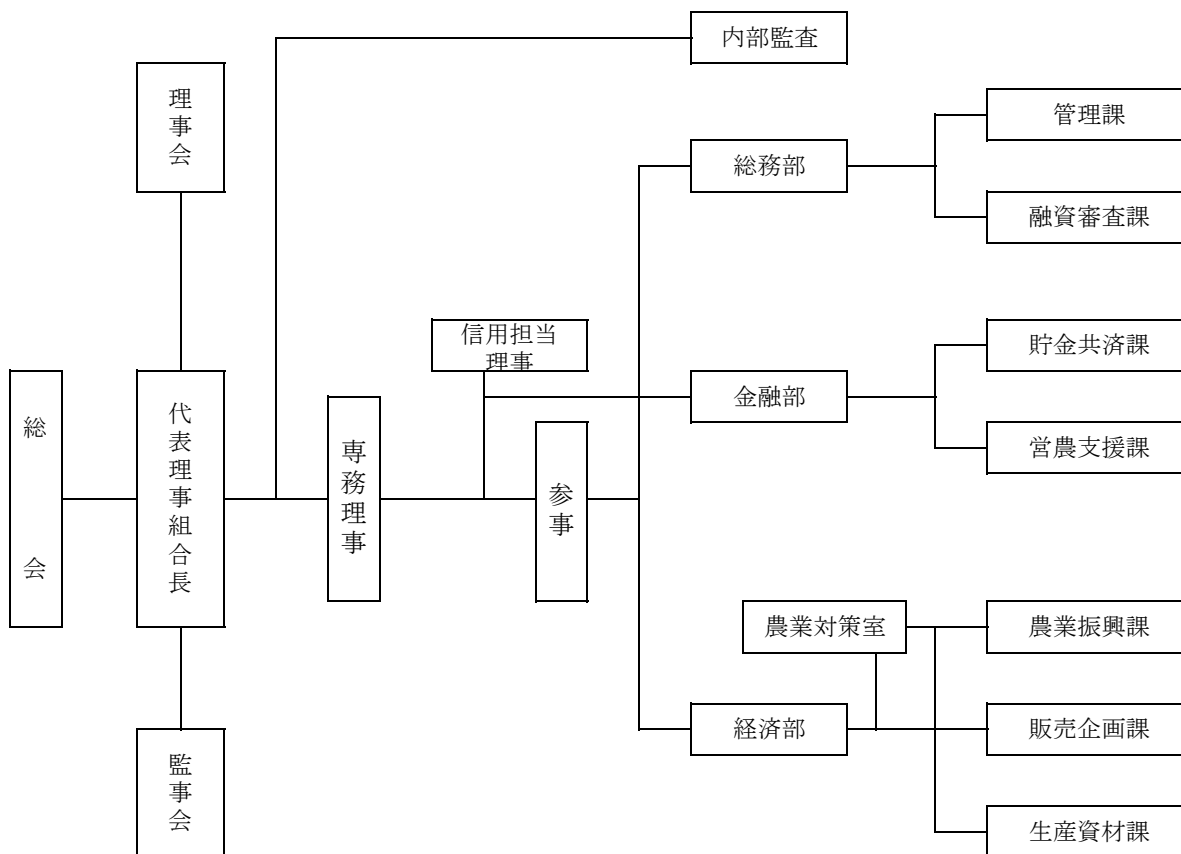 内部監査
理事会
管理課
総務部
融資審査課
信用担当
理事
貯金共済課
金融部
営農支援課
総会
代表理事組合長
専務理事
参事
農業対策室
農業振興課
経済部
販売企画課
監事会
生産資材課